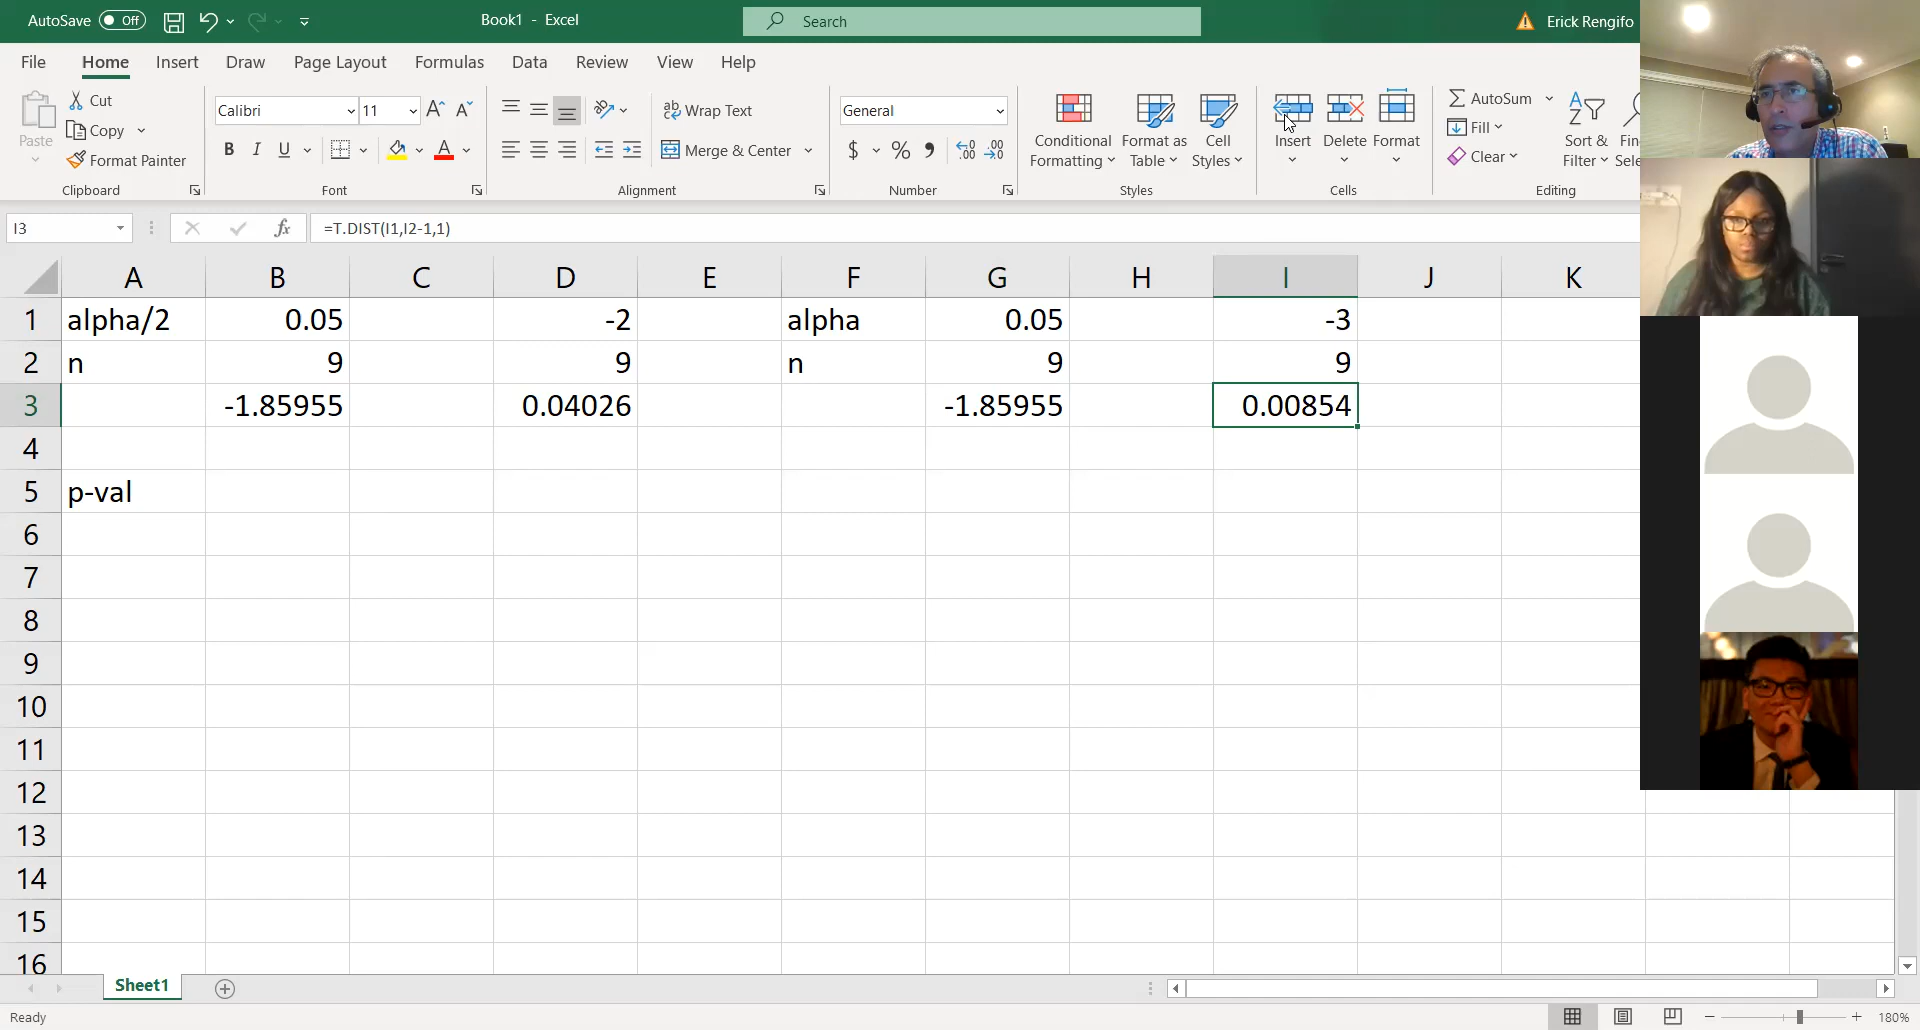 AutoSave Off Book1 - Excel Search Erick Rengifo
File Home Insert Draw Page Layout Formulas Data Review View Help
Paste Cut Copy Format Painter Clipboard
Calibri 11 B I U Font
Wrap Text Merge & Center Alignment
General $ % Number
Conditional Formatting Format as Table Cell Styles Styles
Insert Delete Format Cells
AutoSum Fill Clear Sort & Filter Editing
I3 fx =T.DIST(I1,I2-1,1)
A B C D E F G H I J K
1 alpha/2 0.05 -2 alpha 0.05 -3
2 n 9 9 n 9 9
3 -1.85955 0.04026 -1.85955 0.00854
4
5 p-val
6
7
8
9
10
11
12
13
14
15
16
Sheet1
Ready 180%